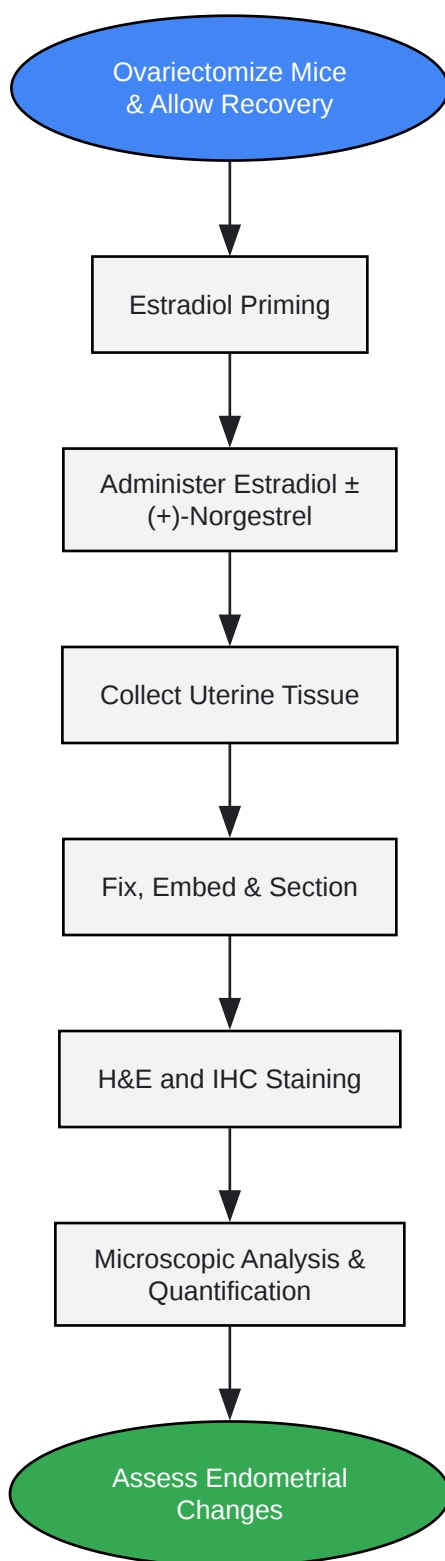 Ovariectomize Mice
& Allow Recovery
Estradiol Priming
Administer Estradiol ±
(+)-Norgestrel
Collect Uterine Tissue
Fix, Embed & Section
H&E and IHC Staining
Microscopic Analysis &
Quantification
Assess Endometrial
Changes